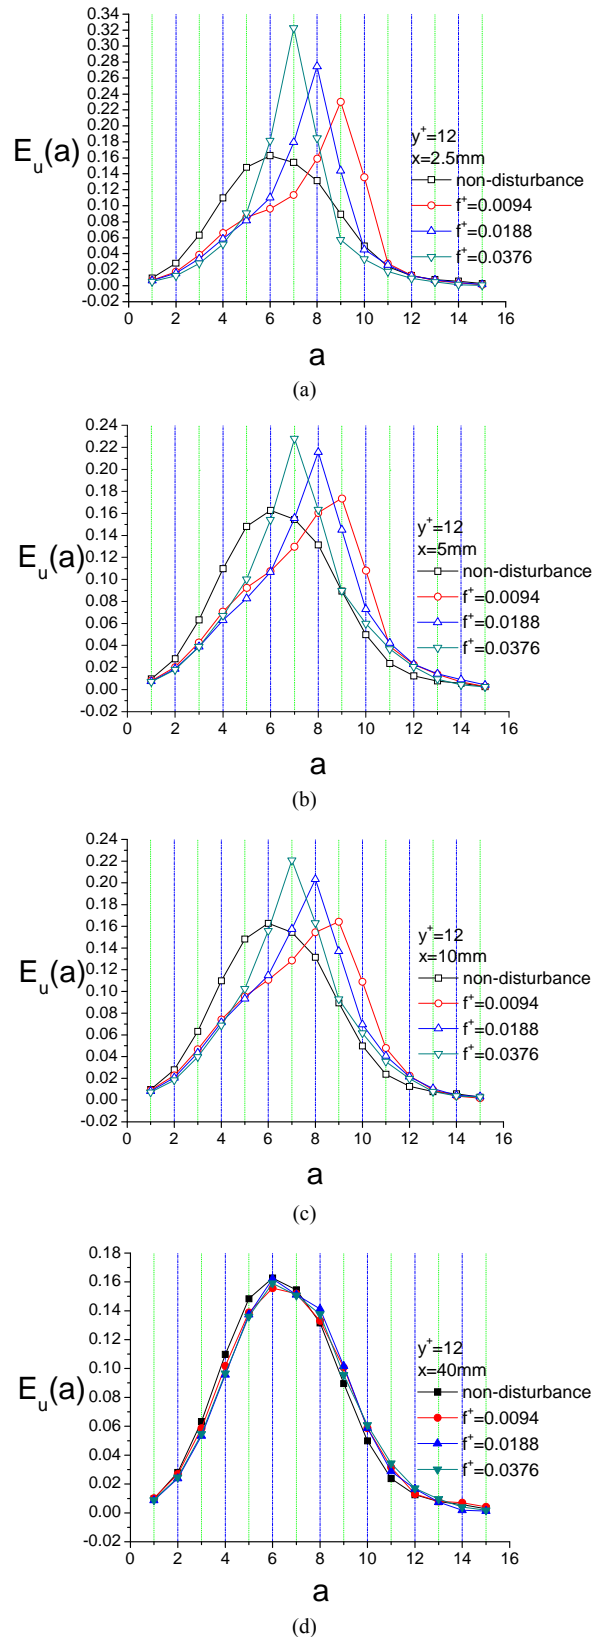 0.34
0.32
0.30
0.28
0.26
0.24
0.22
0.20
0.18
0.16
0.14
0.12
0.10
0.08
0.06
0.04
0.02
0.00
-0.02
E_u(a)
y⁺=12
x=2.5mm
non-disturbance
f⁺=0.0094
f⁺=0.0188
f⁺=0.0376
0 2 4 6 8 10 12 14 16
a
(a)
0.24
0.22
0.20
0.18
0.16
0.14
0.12
0.10
0.08
0.06
0.04
0.02
0.00
-0.02
E_u(a)
y⁺=12
x=5mm
non-disturbance
f⁺=0.0094
f⁺=0.0188
f⁺=0.0376
0 2 4 6 8 10 12 14 16
a
(b)
0.24
0.22
0.20
0.18
0.16
0.14
0.12
0.10
0.08
0.06
0.04
0.02
0.00
-0.02
E_u(a)
y⁺=12
x=10mm
non-disturbance
f⁺=0.0094
f⁺=0.0188
f⁺=0.0376
0 2 4 6 8 10 12 14 16
a
(c)
0.18
0.16
0.14
0.12
0.10
0.08
0.06
0.04
0.02
0.00
-0.02
E_u(a)
y⁺=12
x=40mm
non-disturbance
f⁺=0.0094
f⁺=0.0188
f⁺=0.0376
0 2 4 6 8 10 12 14 16
a
(d)